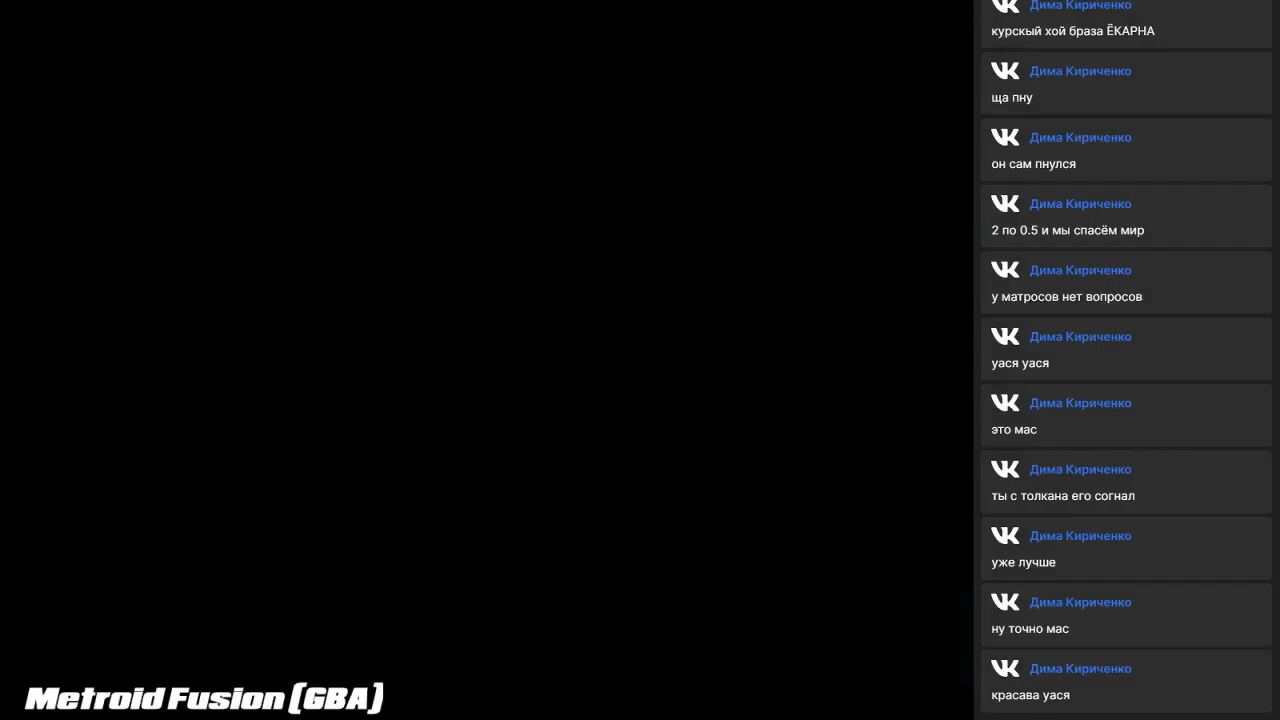 Дима Кириченко
курскый хой браза ЁКАРНА
Дима Кириченко
ща пну
Дима Кириченко
он сам пнулся
Дима Кириченко
2 по 0.5 и мы спасём мир
Дима Кириченко
у матросов нет вопросов
Дима Кириченко
уася уася
Дима Кириченко
это мас
Дима Кириченко
ты с толкана его согнал
Дима Кириченко
уже лучше
Дима Кириченко
ну точно мас
Дима Кириченко
красава уася
Metroid Fusion (GBA)